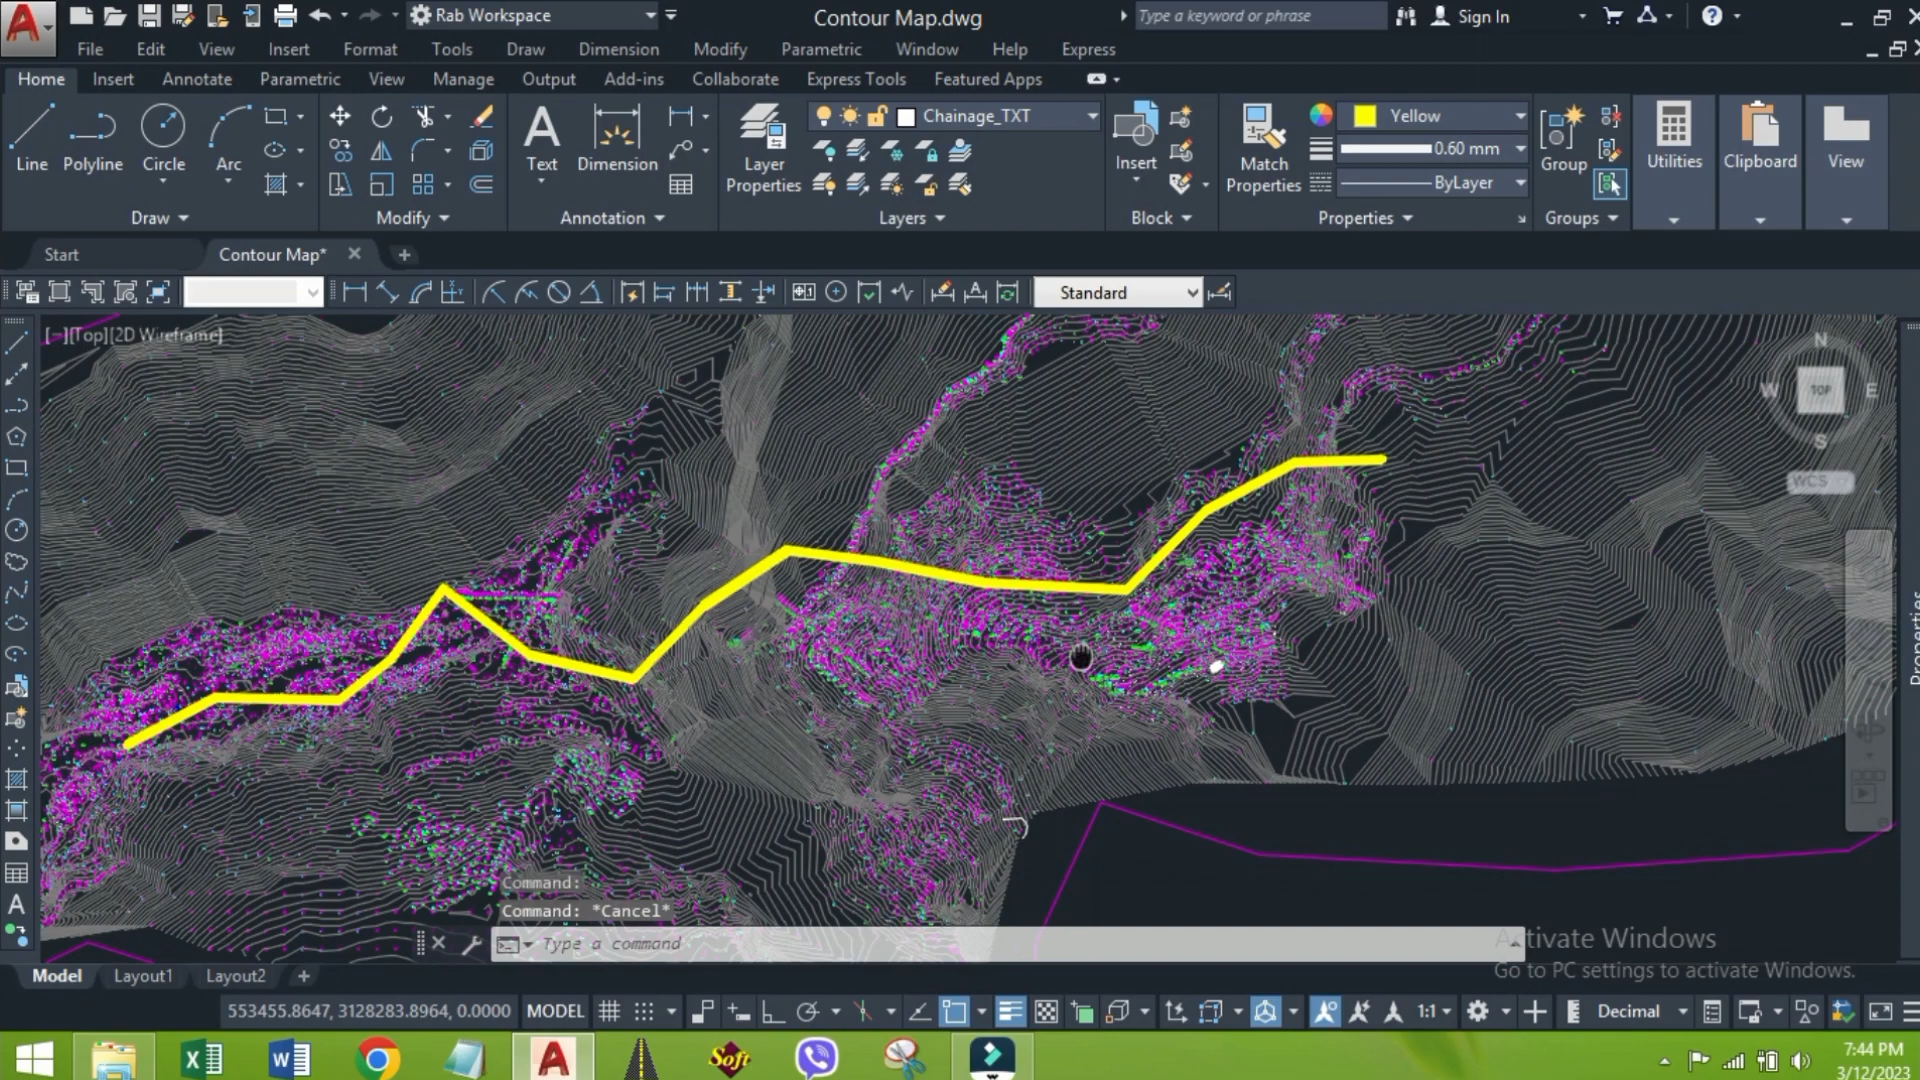 Rab Workspace
Contour Map.dwg
Type a keyword or phrase
Sign In
File Edit View Insert Format Tools Draw Dimension Modify Parametric Window Help Express
Home Insert Annotate Parametric View Manage Output Add-ins Collaborate Express Tools Featured Apps
Chainage_TXT
Yellow
0.60 mm
ByLayer
Line Polyline Circle Arc
Text Dimension
Layer Properties
Insert
Match Properties
Group
Utilities Clipboard View
Draw Modify Annotation Layers Block Properties Groups
Start Contour Map*
Standard
[−][Top][2D Wireframe]
N
W TOP E
S
WCS
Properties
Command:
Command: *Cancel*
Type a command
Activate Windows
Go to PC settings to activate Windows.
Model Layout1 Layout2
553455.8647, 3128283.8964, 0.0000 MODEL 1:1 Decimal
Soft
7:44 PM
3/12/2023